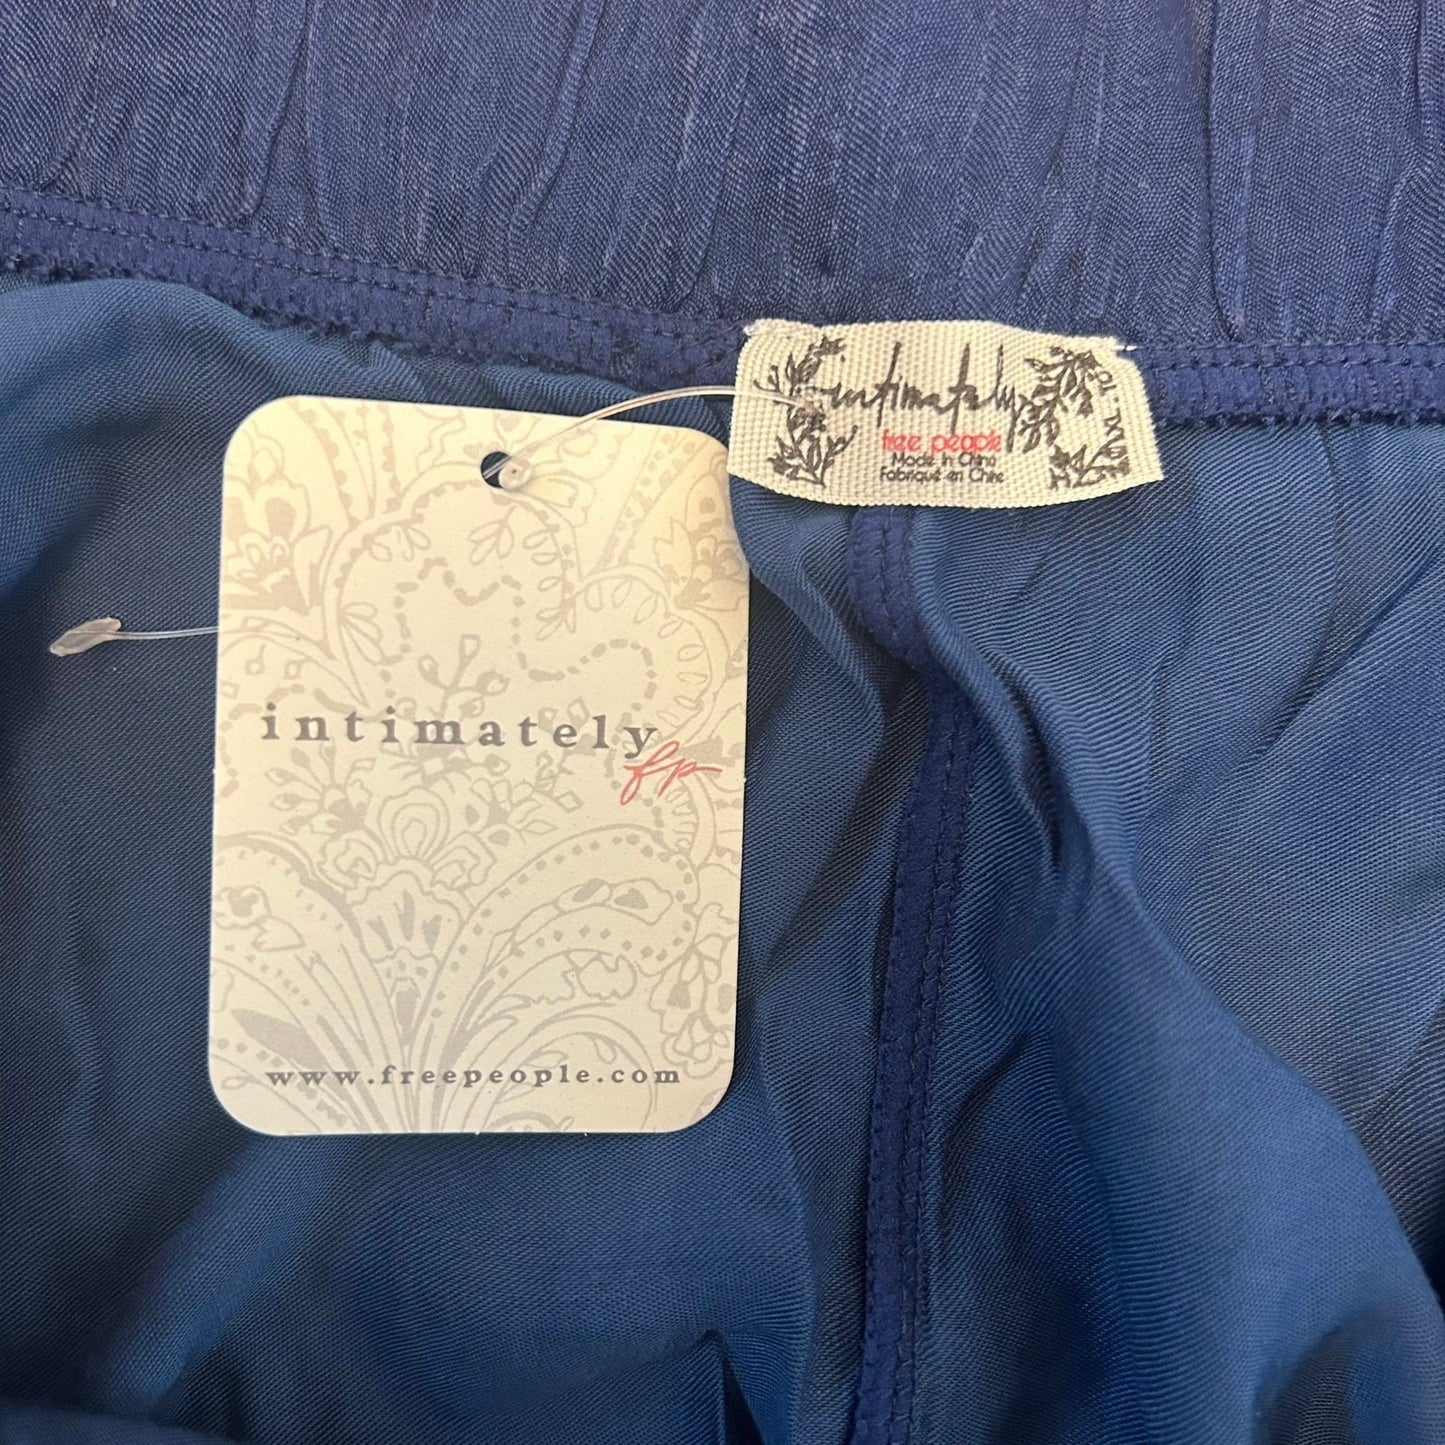 intimately
free people
Made in China
Fabriqué en Chine
intimately
fp
www.freepeople.com